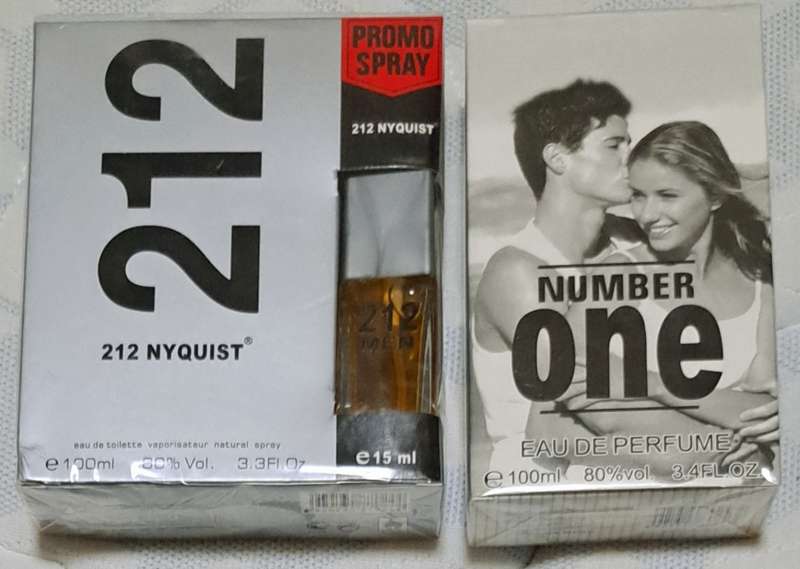 212
212 NYQUIST®
eau de toilette vaporisateur natural spray
e 100ml 80% Vol. 3.3Fl.Oz
PROMO
SPRAY
212 NYQUIST
212
MEN
e 15 ml
NUMBER
one
EAU DE PERFUME
e 100ml 80%vol 3.4FL.OZ.